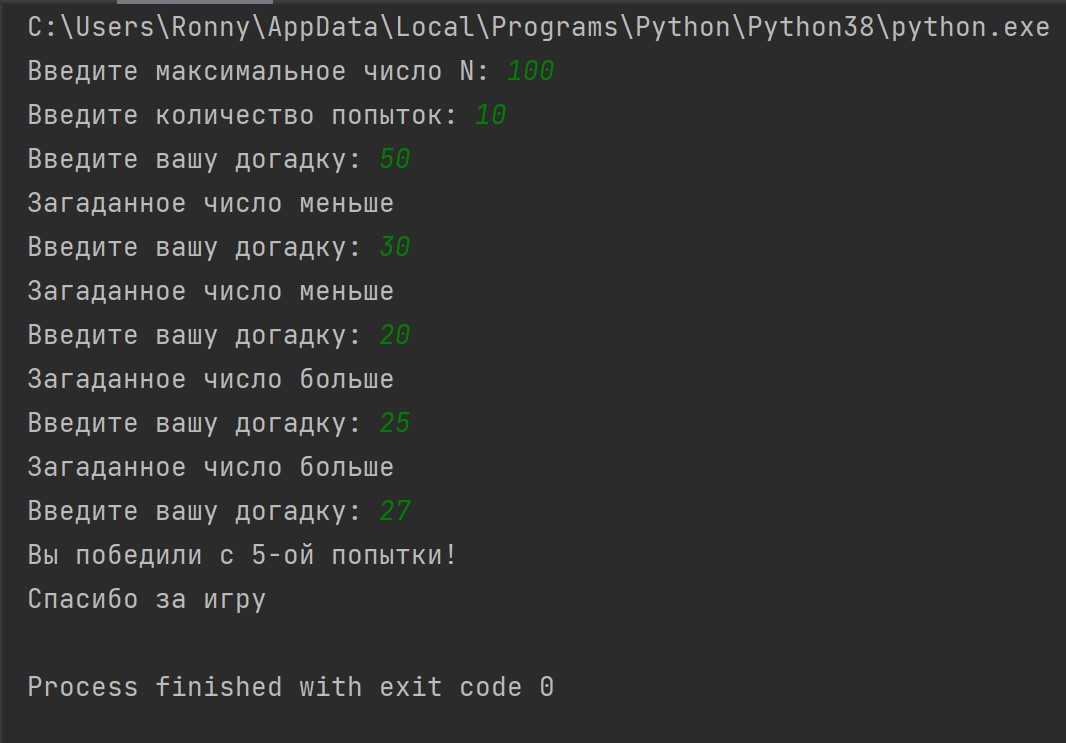 C:\Users\Ronny\AppData\Local\Programs\Python\Python38\python.exe
Введите максимальное число N: 100
Введите количество попыток: 10
Введите вашу догадку: 50
Загаданное число меньше
Введите вашу догадку: 30
Загаданное число меньше
Введите вашу догадку: 20
Загаданное число больше
Введите вашу догадку: 25
Загаданное число больше
Введите вашу догадку: 27
Вы победили с 5-ой попытки!
Спасибо за игру
Process finished with exit code 0